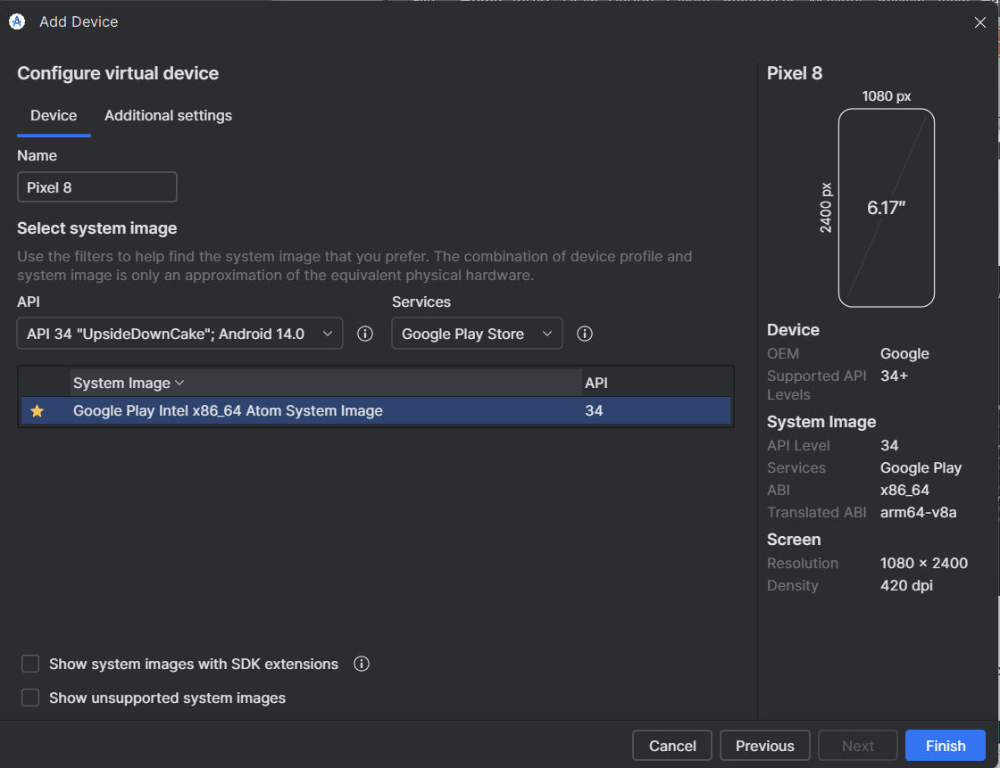 Add Device
Configure virtual device
Device Additional settings
Name
Pixel 8
Select system image
Use the filters to help find the system image that you prefer. The combination of device profile and
system image is only an approximation of the equivalent physical hardware.
API Services
API 34 "UpsideDownCake"; Android 14.0 Google Play Store
System Image API
Google Play Intel x86_64 Atom System Image 34
Show system images with SDK extensions
Show unsupported system images
Pixel 8
1080 px
2400 px
6.17"
Device
OEM Google
Supported API 34+
Levels
System Image
API Level 34
Services Google Play
ABI x86_64
Translated ABI arm64-v8a
Screen
Resolution 1080 × 2400
Density 420 dpi
Cancel Previous Next Finish